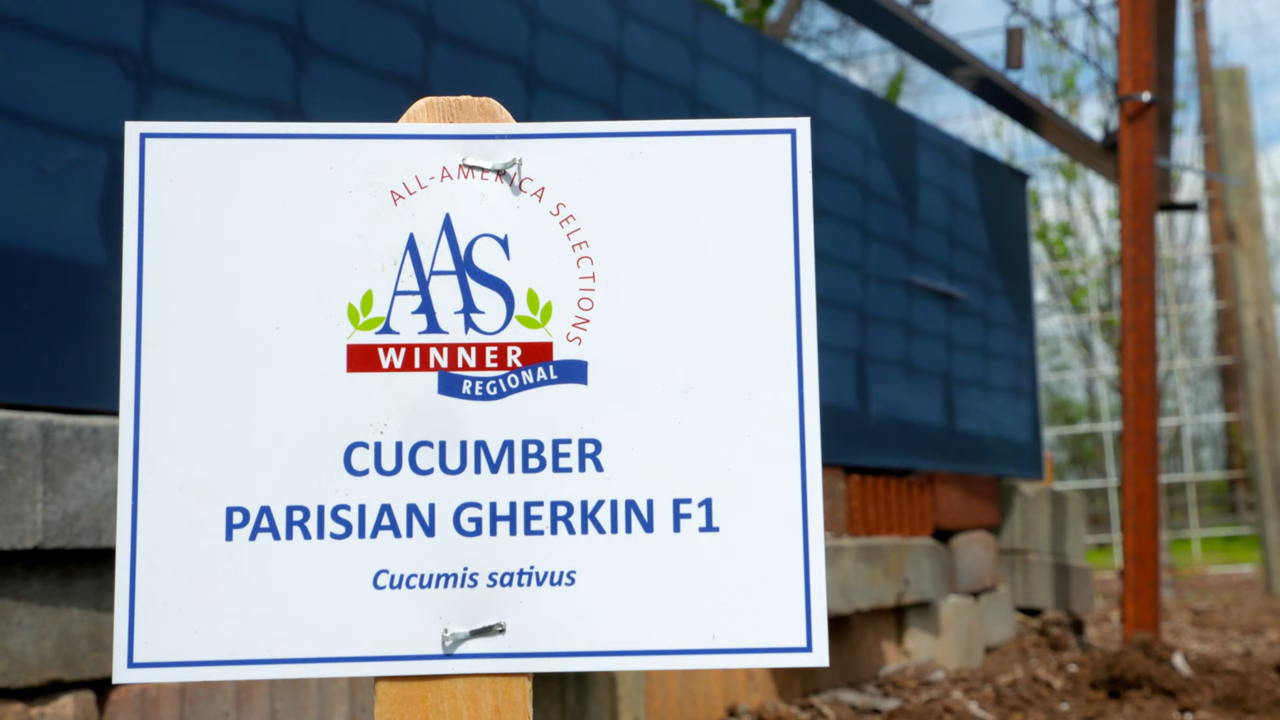 ALL-AMERICA SELECTIONS
AAS
WINNER
REGIONAL
CUCUMBER
PARISIAN GHERKIN F1
Cucumis sativus